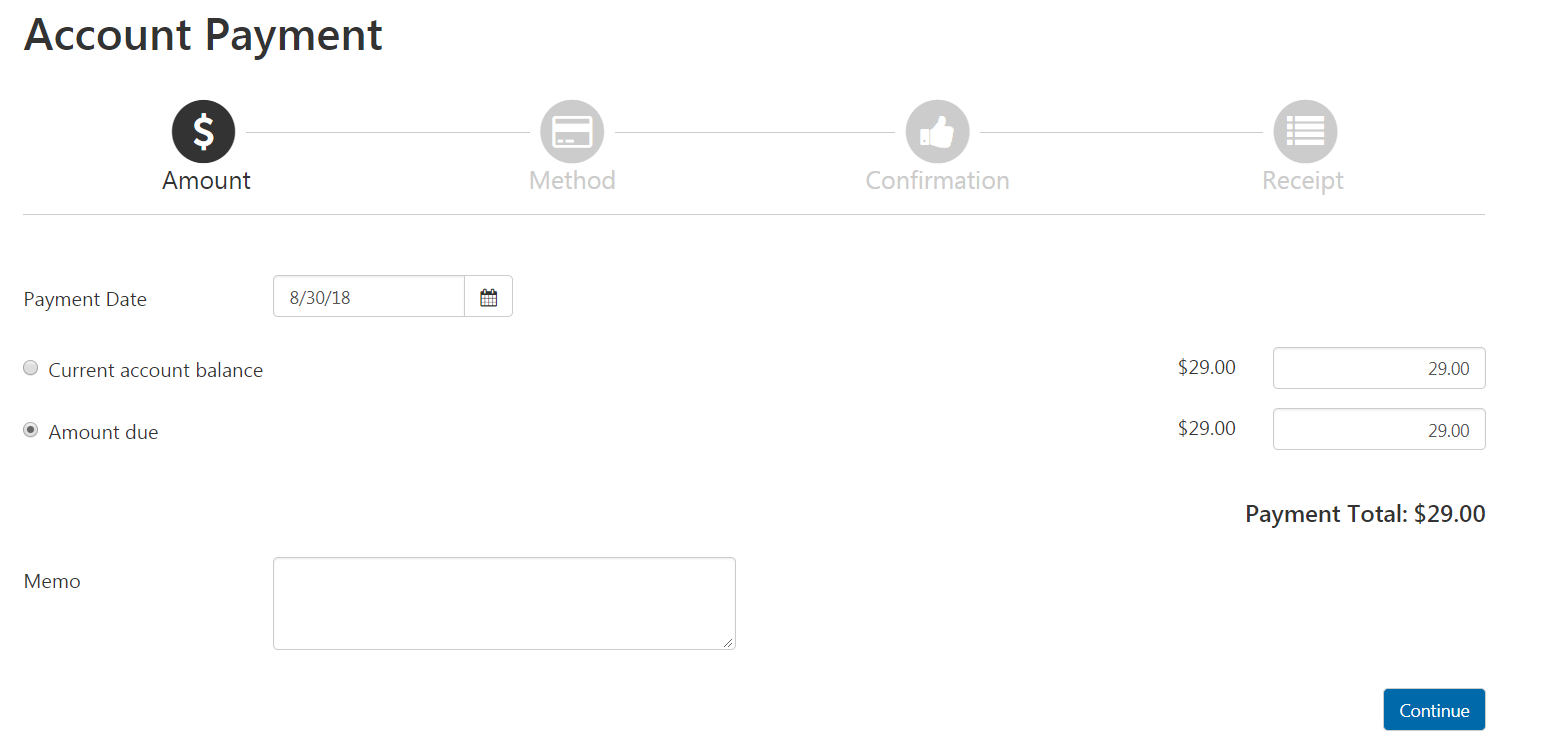 Account Payment
$
Amount Method Confirmation Receipt
Payment Date 8/30/18
Current account balance $29.00 29.00
Amount due $29.00 29.00
Payment Total: $29.00
Memo
Continue